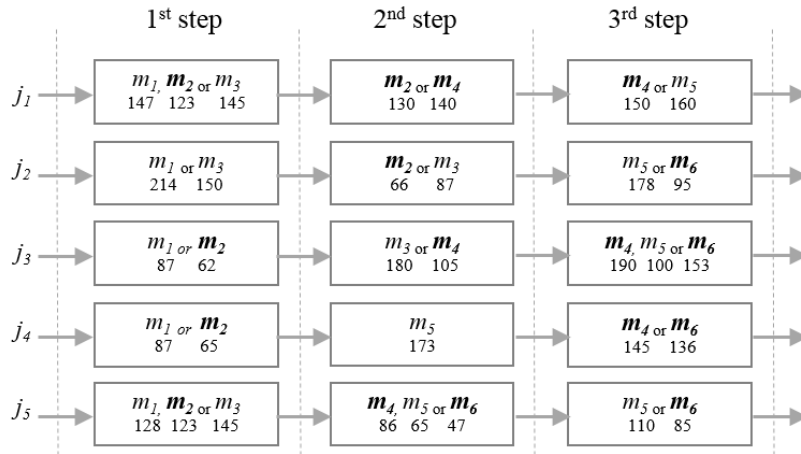 1st step 2nd step 3rd step
j1 m1, m2 or m3 m2 or m4 m4 or m5
147 123 145 130 140 150 160
j2 m1 or m3 m2 or m3 m5 or m6
214 150 66 87 178 95
j3 m1 or m2 m3 or m4 m4, m5 or m6
87 62 180 105 190 100 153
j4 m1 or m2 m5 m4 or m6
87 65 173 145 136
j5 m1, m2 or m3 m4, m5 or m6 m5 or m6
128 123 145 86 65 47 110 85